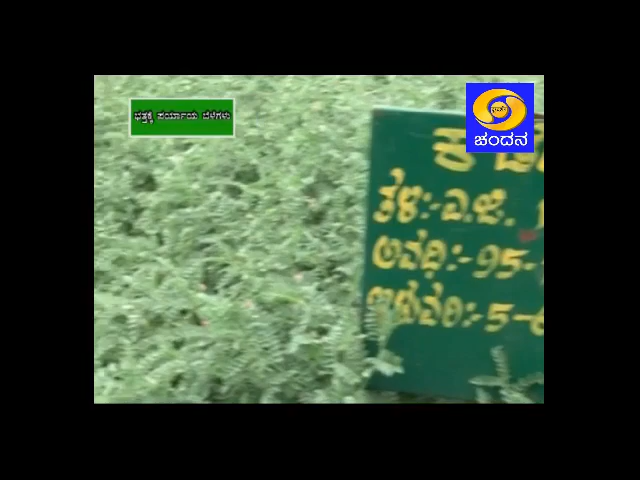 ಭತ್ತಕ್ಕೆ ಪರ್ಯಾಯ ಬೆಳೆಗಳು
ಚಂದನ
ತಳಿ:- ಎ.ಜಿ.
ಅವಧಿ:- 95-
ಇಳುವರಿ:- 5-